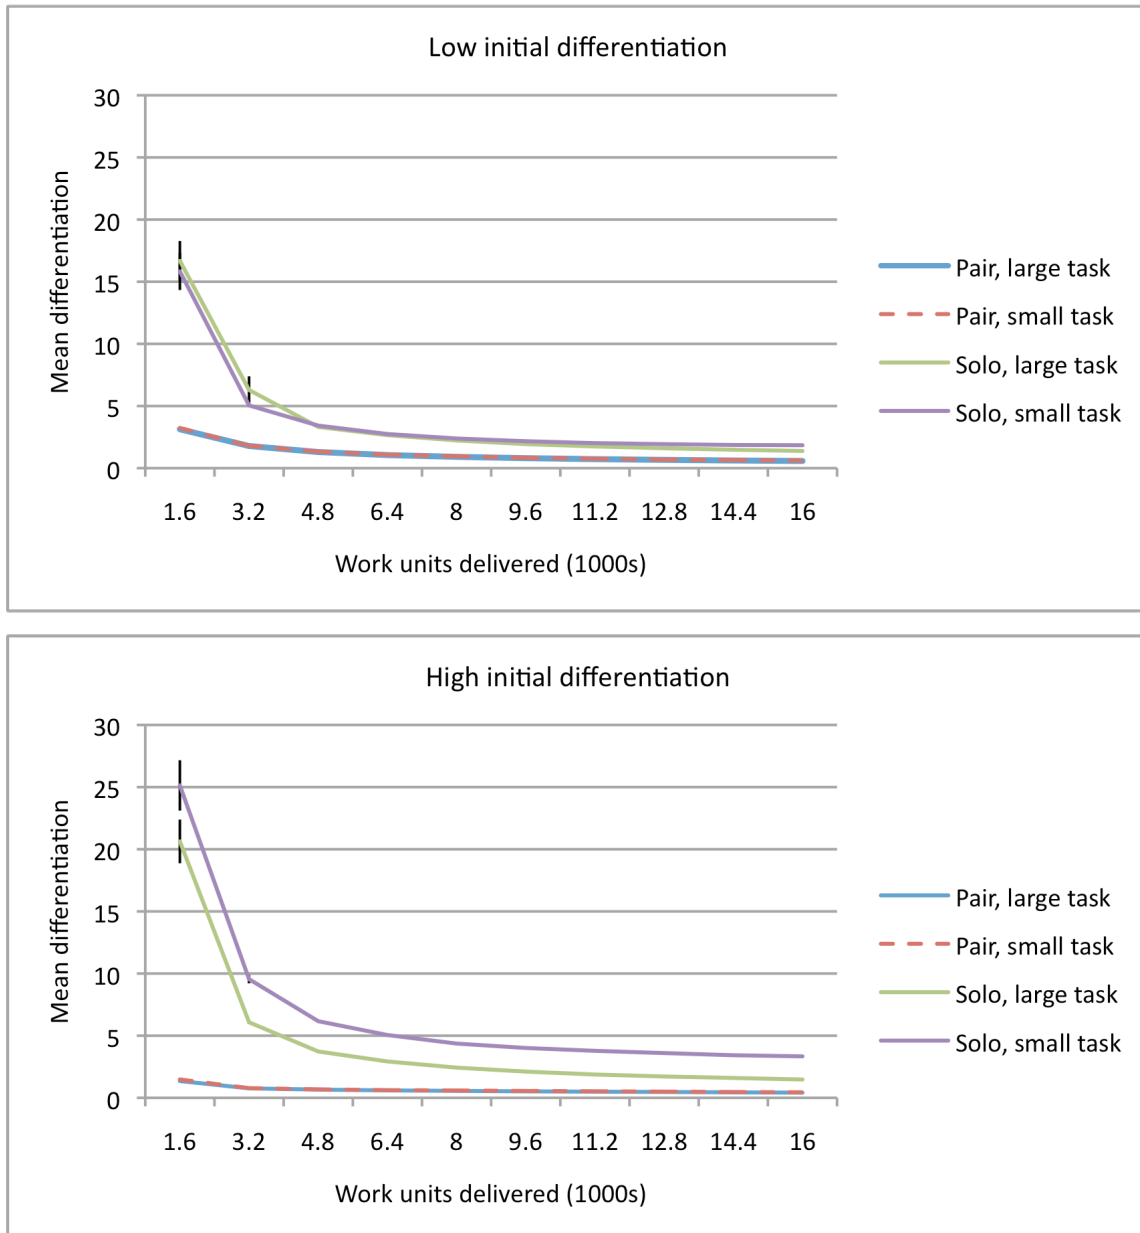 Low initial differentiation
30
25
20
15
10
5
0
Mean differentiation
1.6 3.2 4.8 6.4 8 9.6 11.2 12.8 14.4 16
Work units delivered (1000s)
Pair, large task
Pair, small task
Solo, large task
Solo, small task
High initial differentiation
30
25
20
15
10
5
0
Mean differentiation
1.6 3.2 4.8 6.4 8 9.6 11.2 12.8 14.4 16
Work units delivered (1000s)
Pair, large task
Pair, small task
Solo, large task
Solo, small task